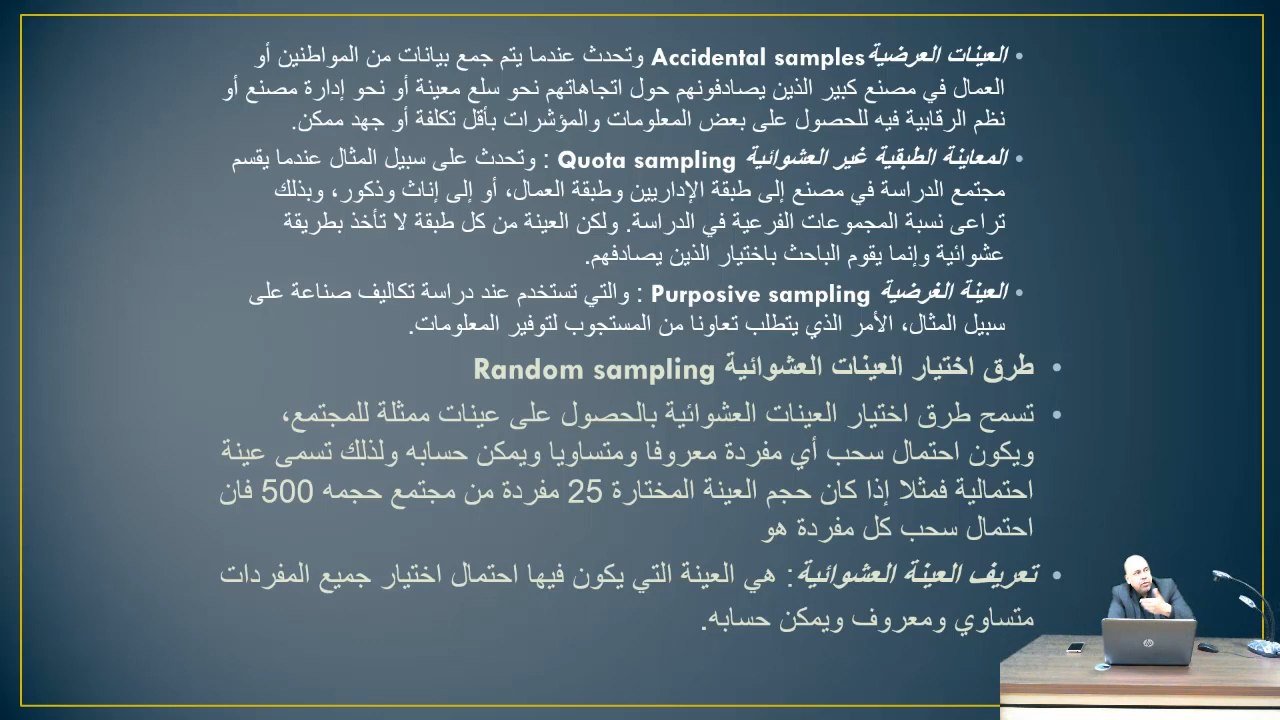 • العينات العرضية Accidental samples وتحدث عندما يتم جمع بيانات من المواطنين أو
العمال في مصنع كبير الذين يصادفونهم حول اتجاهاتهم نحو سلع معينة أو نحو إدارة مصنع أو
نظم الرقابية فيه للحصول على بعض المعلومات والمؤشرات بأقل تكلفة أو جهد ممكن.
• المعاينة الطبقية غير العشوائية Quota sampling : وتحدث على سبيل المثال عندما يقسم
مجتمع الدراسة في مصنع إلى طبقة الإداريين وطبقة العمال، أو إلى إناث وذكور، وبذلك
تراعى نسبة المجموعات الفرعية في الدراسة. ولكن العينة من كل طبقة لا تأخذ بطريقة
عشوائية وإنما يقوم الباحث باختيار الذين يصادفهم.
• العينة الغرضية Purposive sampling : والتي تستخدم عند دراسة تكاليف صناعة على
سبيل المثال، الأمر الذي يتطلب تعاونا من المستجوب لتوفير المعلومات.
• طرق اختيار العينات العشوائية Random sampling
• تسمح طرق اختيار العينات العشوائية بالحصول على عينات ممثلة للمجتمع،
ويكون احتمال سحب أي مفردة معروفا ومتساويا ويمكن حسابه ولذلك تسمى عينة
احتمالية فمثلا إذا كان حجم العينة المختارة 25 مفردة من مجتمع حجمه 500 فان
احتمال سحب كل مفردة هو
• تعريف العينة العشوائية: هي العينة التي يكون فيها احتمال اختيار جميع المفردات
متساوي ومعروف ويمكن حسابه.
hp